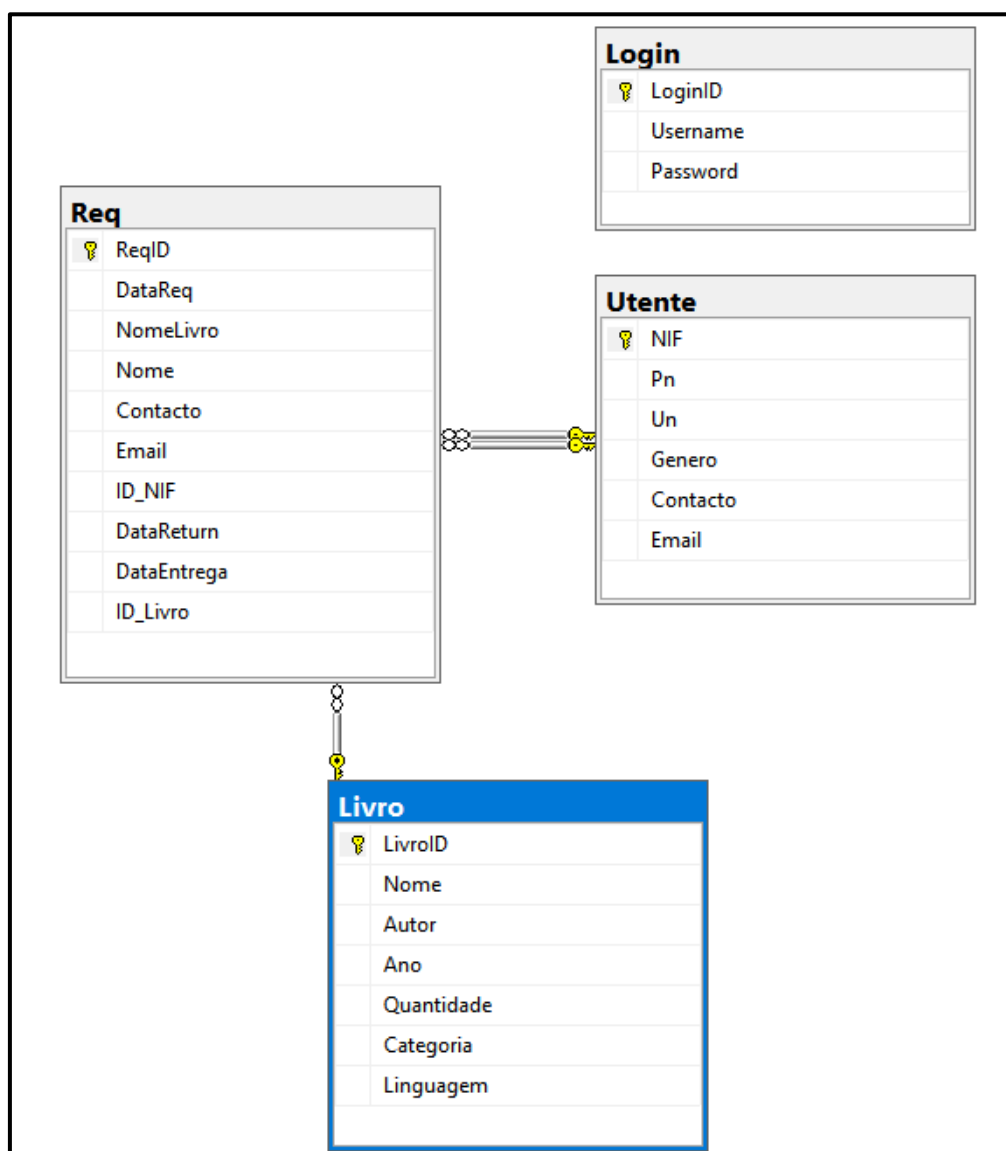 Login
LoginID
Username
Password
Req
ReqID
DataReq
NomeLivro
Nome
Contacto
Email
ID_NIF
DataReturn
DataEntrega
ID_Livro
Utente
NIF
Pn
Un
Genero
Contacto
Email
Livro
LivroID
Nome
Autor
Ano
Quantidade
Categoria
Linguagem